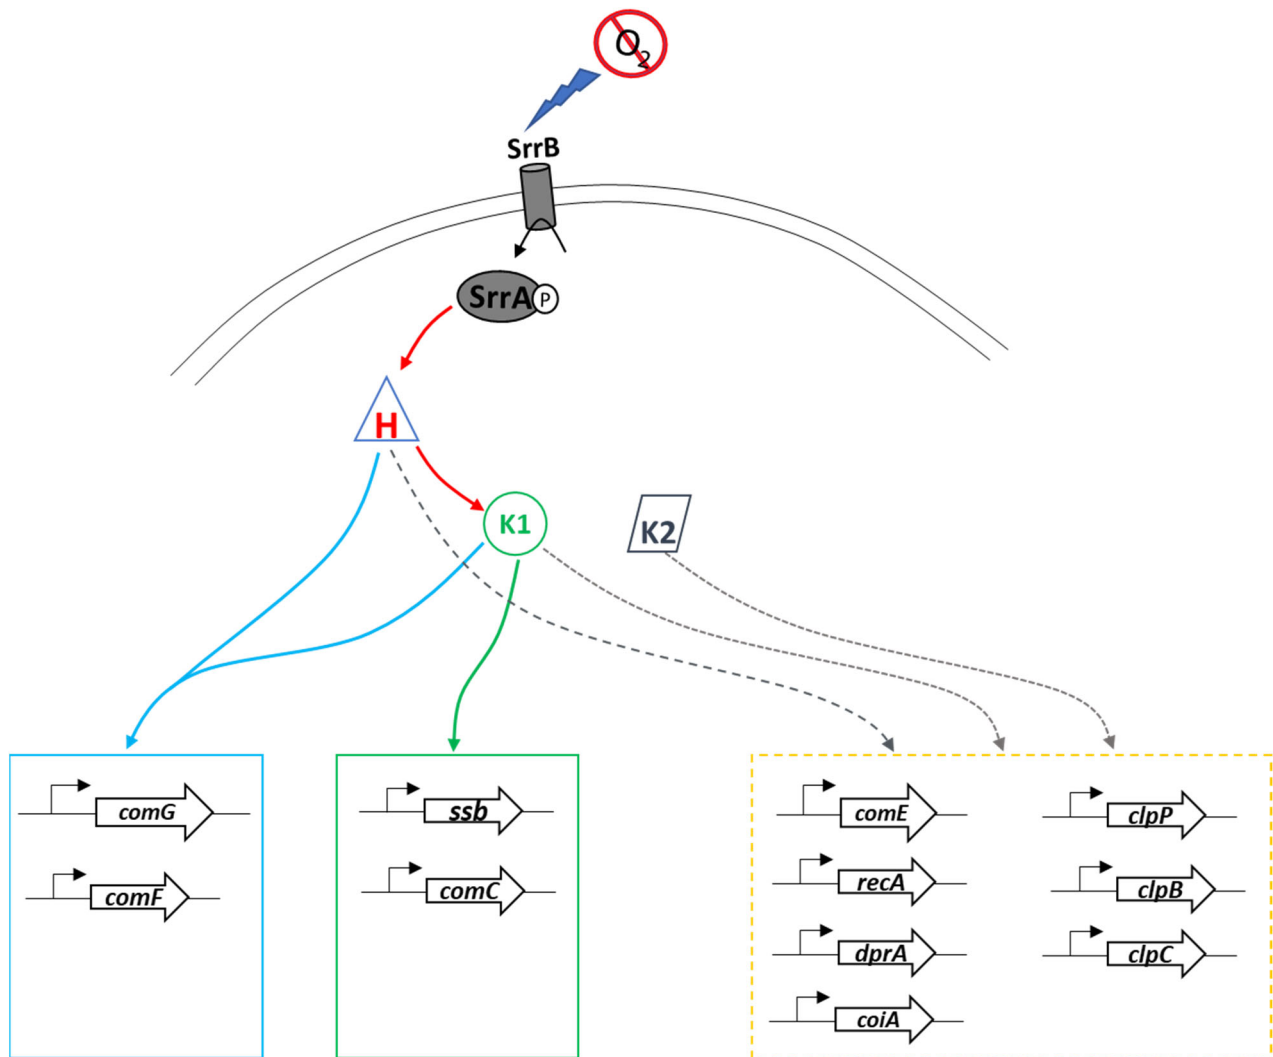 O2
SrrB
SrrA P
H
K1
K2
comG
comF
ssb
comC
comE
recA
dprA
coiA
clpP
clpB
clpC